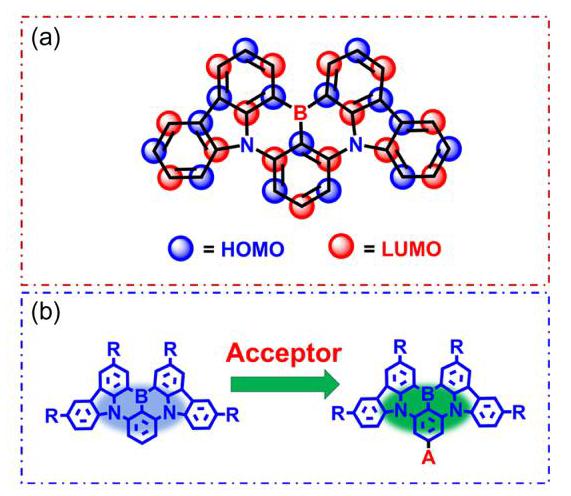 (a)
B
N N
= HOMO = LUMO
(b)
R R R R
Acceptor
B B
R N N R R N N R
A